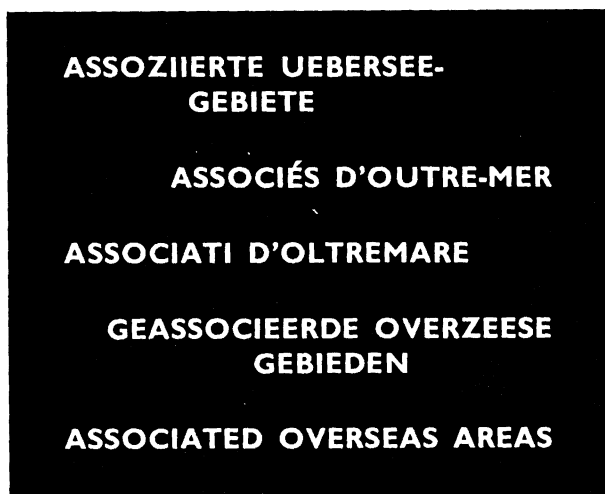 ASSOZIIERTE UEBERSEE-
GEBIETE
ASSOCIÉS D'OUTRE-MER
ASSOCIATI D'OLTREMARE
GEASSOCIEERDE OVERZEESE
GEBIEDEN
ASSOCIATED OVERSEAS AREAS